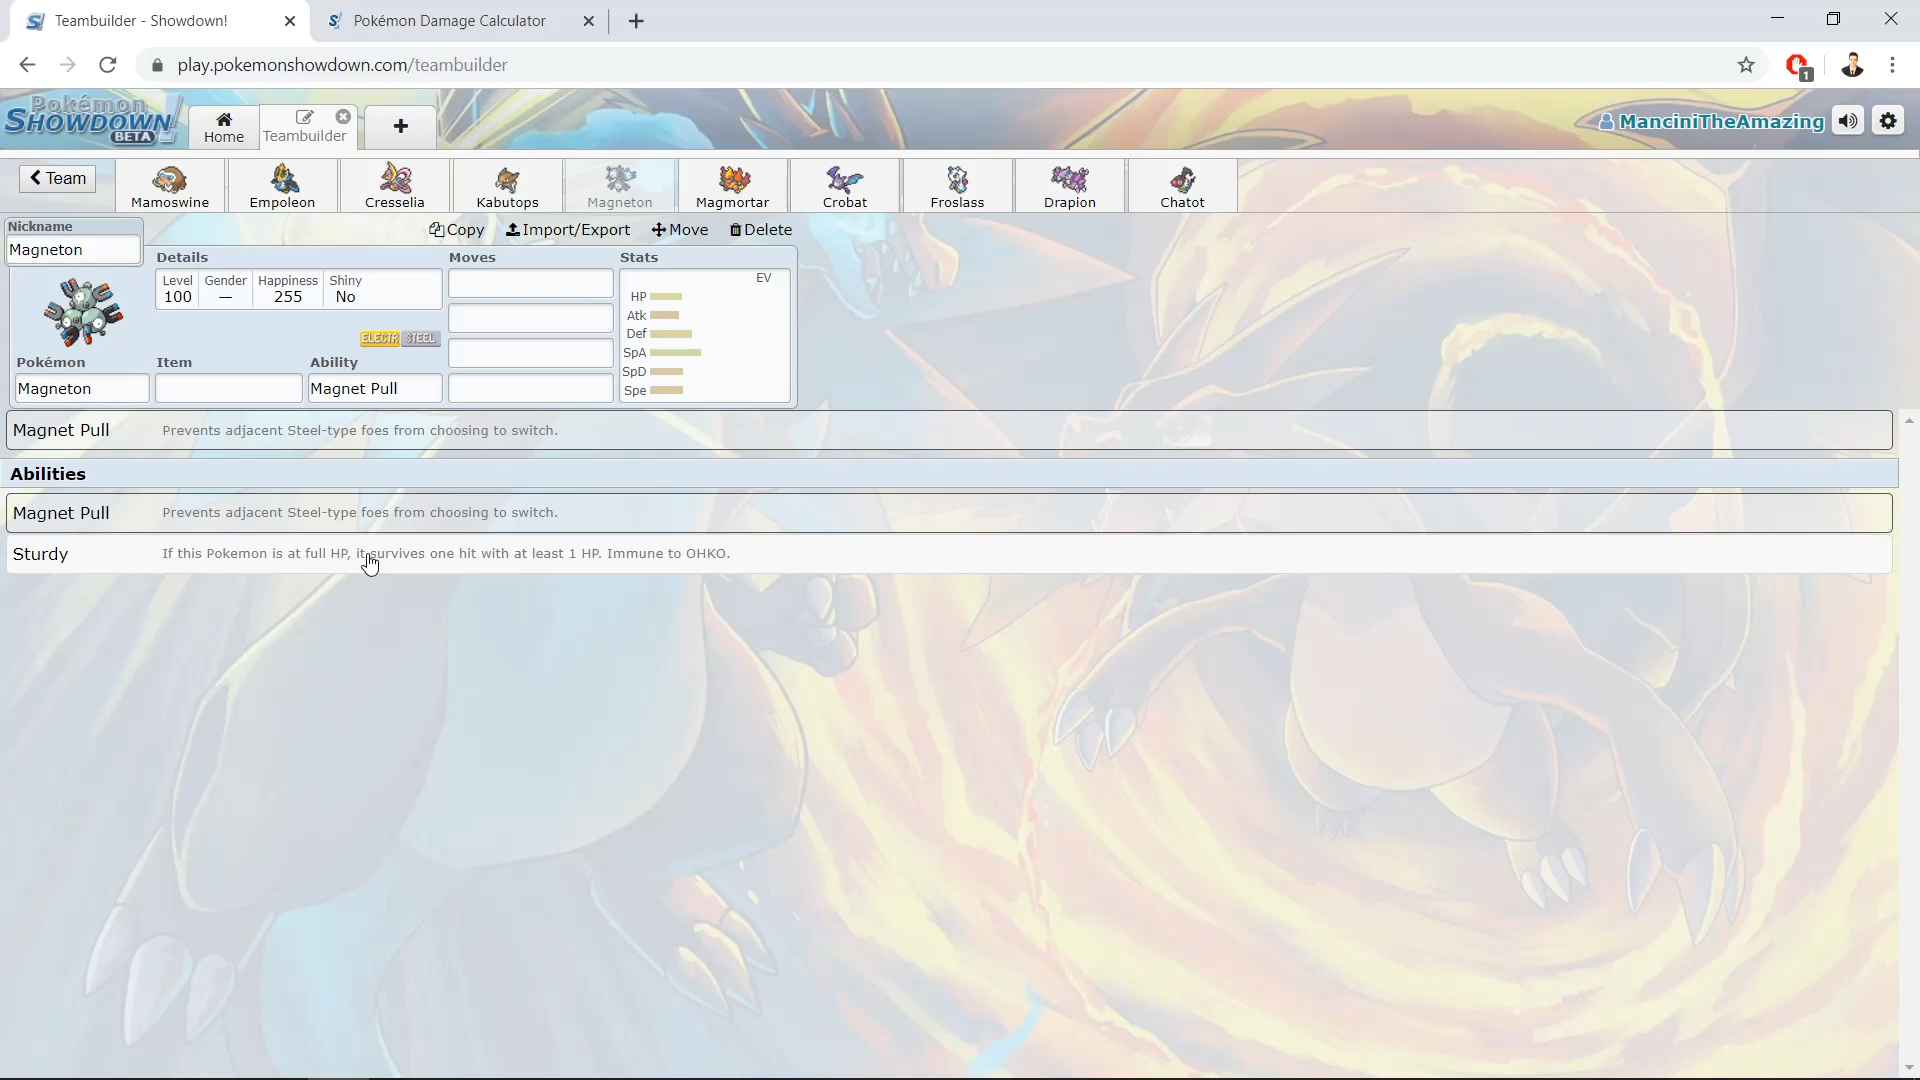 Teambuilder - Showdown!
Pokémon Damage Calculator
play.pokemonshowdown.com/teambuilder
1
Pokémon
SHOWDOWN
BETA
Home
Teambuilder
ManciniTheAmazing
Team
Mamoswine
Empoleon
Cresselia
Kabutops
Magneton
Magmortar
Crobat
Froslass
Drapion
Chatot
Nickname
Magneton
Copy
Import/Export
Move
Delete
Details
Level
100
Gender
—
Happiness
255
Shiny
No
ELECTR
STEEL
Pokémon
Magneton
Item
Ability
Magnet Pull
Moves
Stats
EV
HP
Atk
Def
SpA
SpD
Spe
Magnet Pull Prevents adjacent Steel-type foes from choosing to switch.
Abilities
Magnet Pull Prevents adjacent Steel-type foes from choosing to switch.
Sturdy If this Pokemon is at full HP, it survives one hit with at least 1 HP. Immune to OHKO.